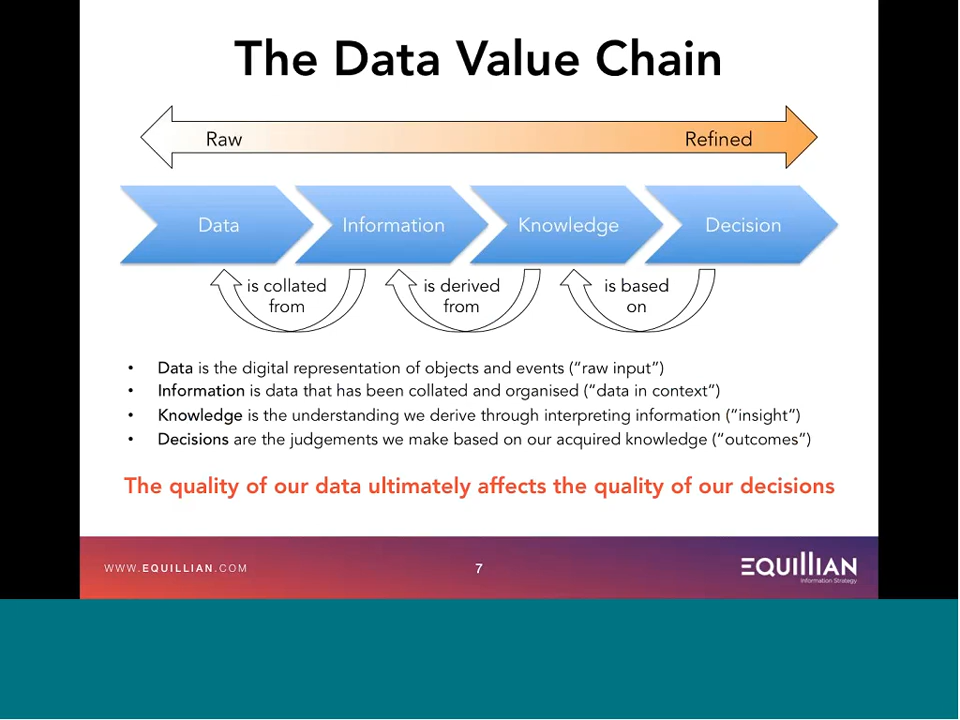 The Data Value Chain
Raw Refined
Data Information Knowledge Decision
is collated is derived is based
from from on
• Data is the digital representation of objects and events (“raw input”)
• Information is data that has been collated and organised (“data in context“)
• Knowledge is the understanding we derive through interpreting information (“insight”)
• Decisions are the judgements we make based on our acquired knowledge (“outcomes”)
The quality of our data ultimately affects the quality of our decisions
WWW.EQUILLIAN.COM 7 EQUILLIAN
Information Strategy